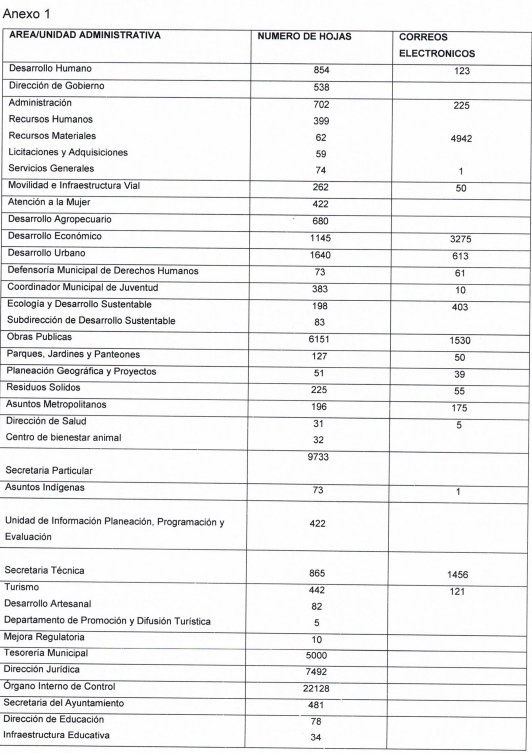 Anexo 1
AREA/UNIDAD ADMINISTRATIVA NUMERO DE HOJAS CORREOS
ELECTRONICOS
Desarrollo Humano 854 123
Dirección de Gobierno 538
Administración 702 225
Recursos Humanos 399
Recursos Materiales 62 4942
Licitaciones y Adquisiciones 59
Servicios Generales 74 1
Movilidad e Infraestructura Vial 262 50
Atención a la Mujer 422
Desarrollo Agropecuario 680
Desarrollo Económico 1145 3275
Desarrollo Urbano 1640 613
Defensoría Municipal de Derechos Humanos 73 61
Coordinador Municipal de Juventud 383 10
Ecología y Desarrollo Sustentable 198 403
Subdirección de Desarrollo Sustentable 83
Obras Publicas 6151 1530
Parques, Jardines y Panteones 127 50
Planeación Geográfica y Proyectos 51 39
Residuos Solidos 225 55
Asuntos Metropolitanos 196 175
Dirección de Salud 31 5
Centro de bienestar animal 32
9733
Secretaria Particular
Asuntos Indígenas 73 1
Unidad de Información Planeación, Programación y 422
Evaluación
Secretaria Técnica 865 1456
Turismo 442 121
Desarrollo Artesanal 82
Departamento de Promoción y Difusión Turística 5
Mejora Regulatoria 10
Tesorería Municipal 5000
Dirección Jurídica 7492
Órgano Interno de Control 22128
Secretaria del Ayuntamiento 481
Dirección de Educación 78
Infraestructura Educativa 34